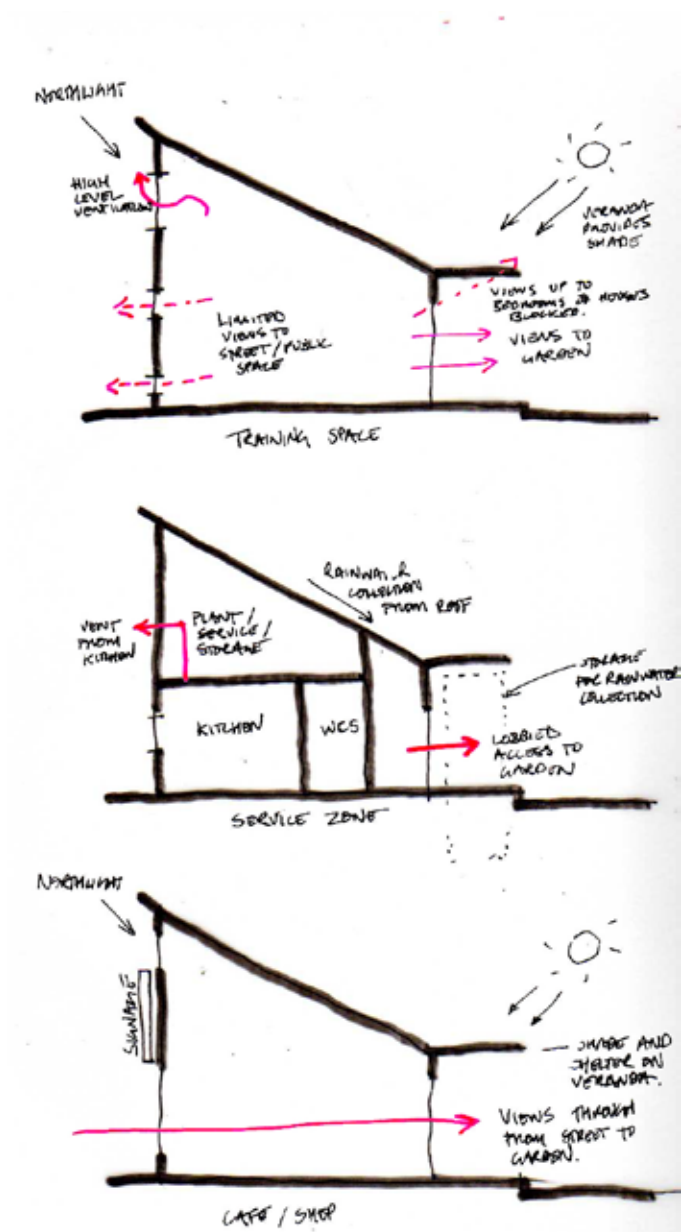 NORTHLIGHT
HIGH
LEVEL
VENTILATION
VERANDA
PROVIDES
SHADE
VIEWS UP TO
BEDROOMS OF HOUSES
BLOCKED.
LIMITED
VIEWS TO
STREET/PUBLIC
SPACE
VIEWS TO
GARDEN
TRAINING SPACE
RAINWATER
COLLECTION
FROM ROOF
VENT
FROM
KITCHEN
PLANT/
SERVICE/
STORAGE
STORAGE
FOR RAINWATER
COLLECTION
KITCHEN
WCS
LOBBIED
ACCESS TO
GARDEN
SERVICE ZONE
NORTHLIGHT
SIGNAGE
SHADE AND
SHELTER ON
VERANDA.
VIEWS THROUGH
FROM STREET TO
GARDEN.
CAFE / SHOP